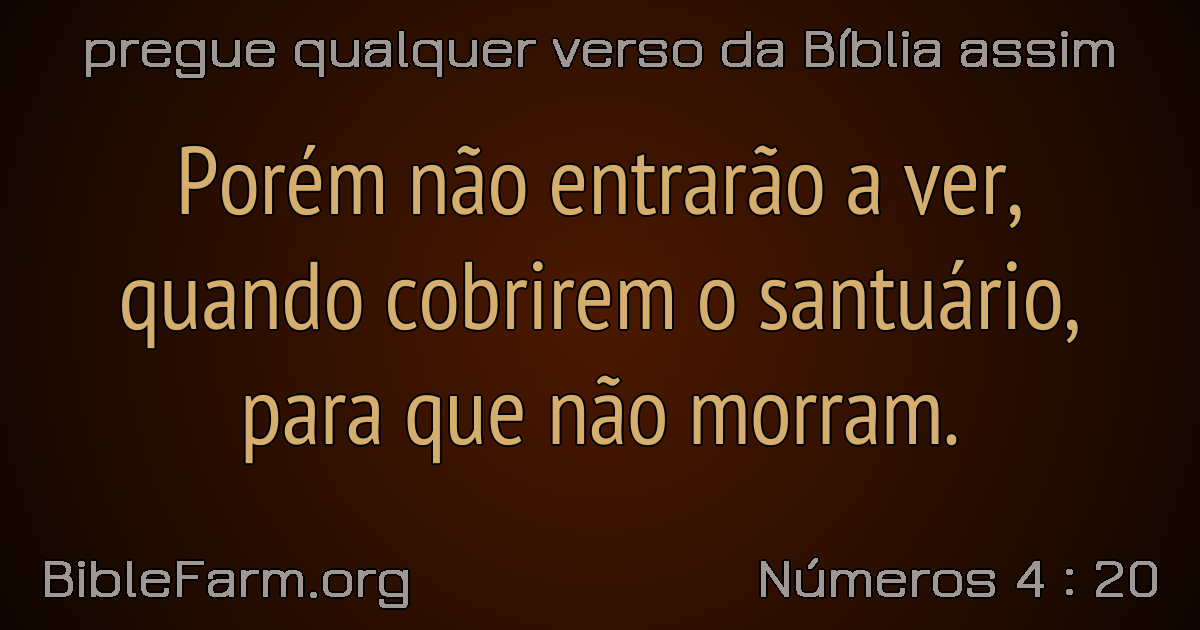 pregue qualquer verso da Bíblia assim
Porém não entrarão a ver,
quando cobrirem o santuário,
para que não morram.
BibleFarm.org
Números 4 : 20